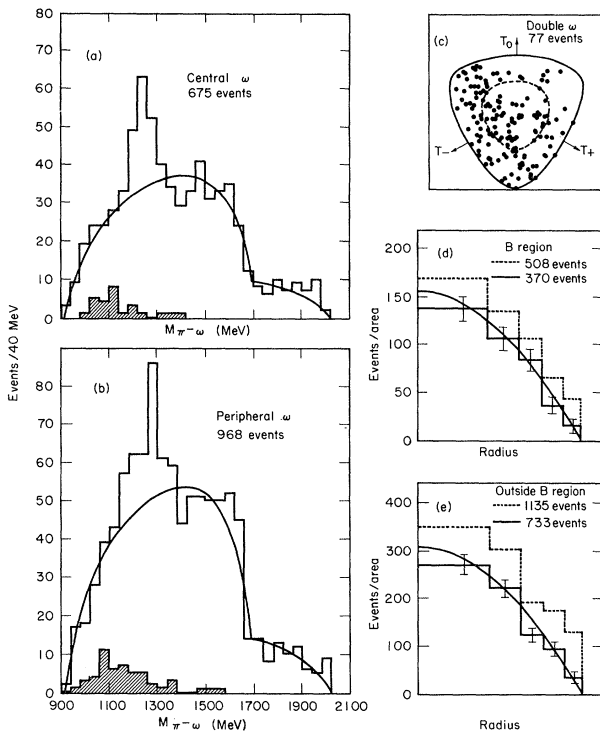 80
(a)
70
Central ω
675 events
60
50
40
30
20
10
0
M π-ω (MeV)
Events/40 MeV
(b)
80
Peripheral ω
968 events
70
60
50
40
30
20
10
0
900 1100 1300 1500 1700 1900 2100
M π-ω (MeV)
(c)
Double ω
77 events
To
T-
T+
(d)
B region
508 events
370 events
200
150
100
50
0
Events/area
Radius
(e)
Outside B region
1135 events
733 events
400
300
200
100
0
Events/area
Radius